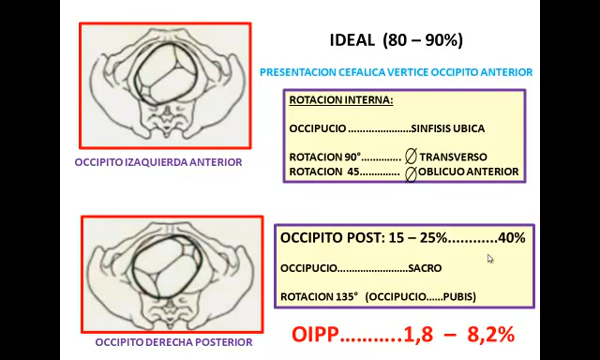 IDEAL (80 – 90%)
PRESENTACION CEFALICA VERTICE OCCIPITO ANTERIOR
ROTACION INTERNA:
OCCIPUCIO ......................SINFISIS UBICA
ROTACION 90°.............. ∅ TRANSVERSO
ROTACION 45.............. ∅ OBLICUO ANTERIOR
OCCIPITO IZAQUIERDA ANTERIOR
OCCIPITO POST: 15 – 25%............40%
OCCIPUCIO.........................SACRO
ROTACION 135° (OCCIPUCIO......PUBIS)
OCCIPITO DERECHA POSTERIOR
OIPP..........1,8 – 8,2%